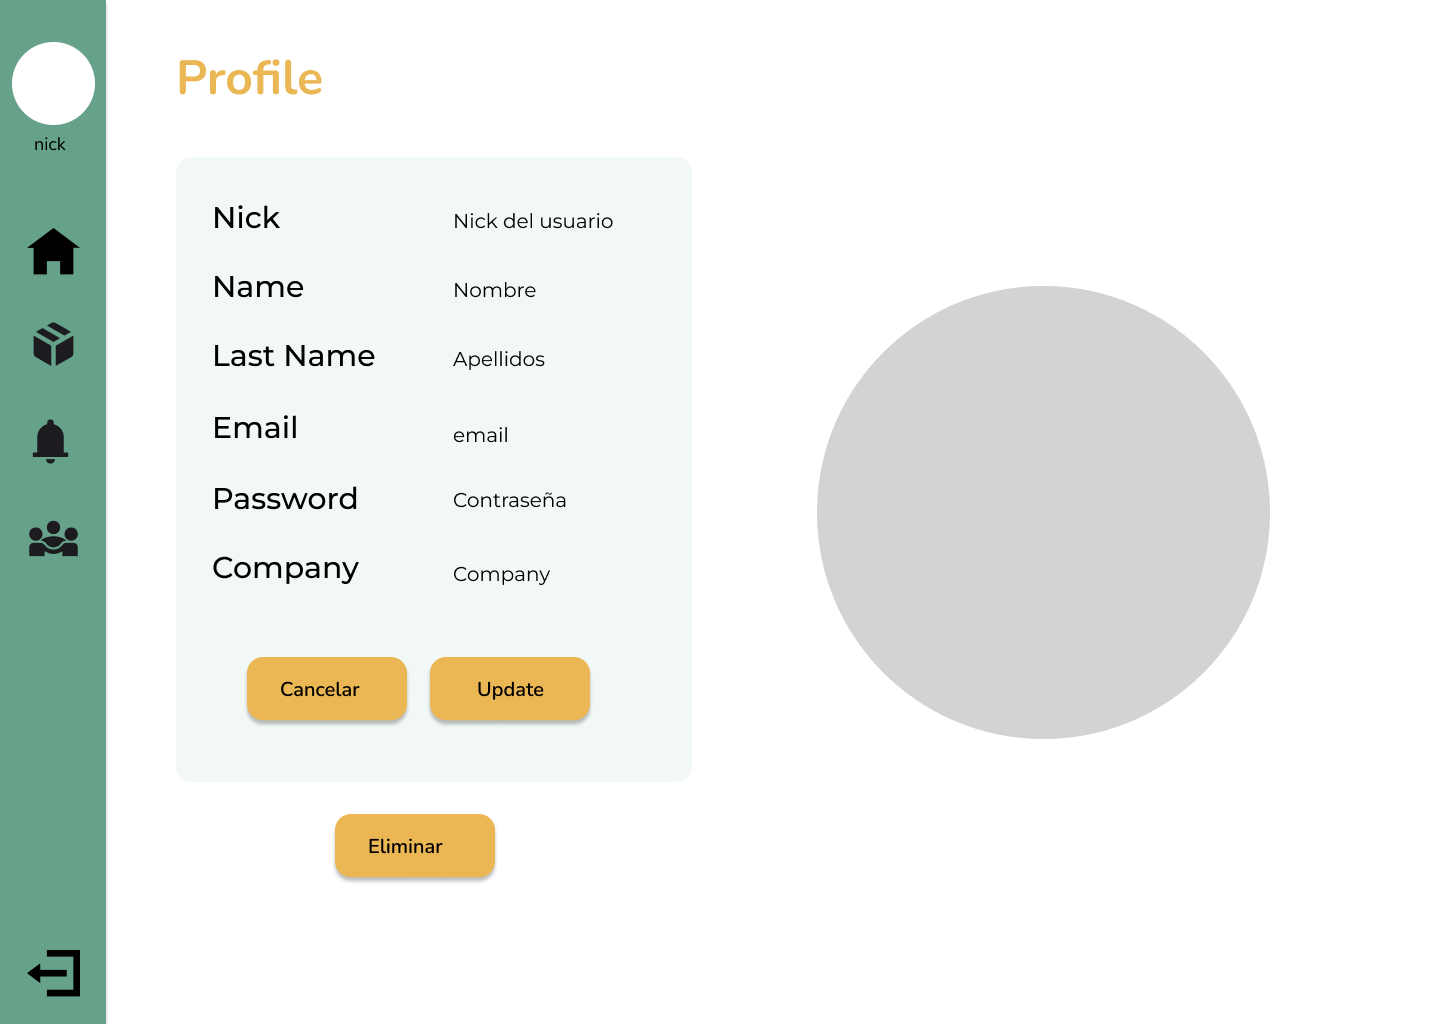 nick
Profile
Nick
Nick del usuario
Name
Nombre
Last Name
Apellidos
Email
email
Password
Contraseña
Company
Company
Cancelar
Update
Eliminar